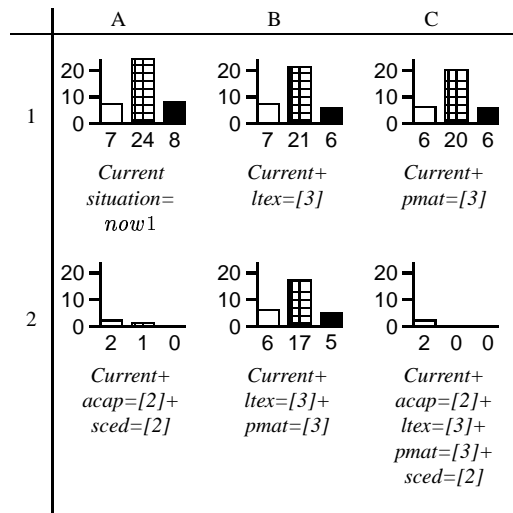 A B C
1
20
10
0
7 24 8
Current
situation=
now1
20
10
0
7 21 6
Current+
ltex=[3]
20
10
0
6 20 6
Current+
pmat=[3]
2
20
10
0
2 1 0
Current+
acap=[2]+
sced=[2]
20
10
0
6 17 5
Current+
ltex=[3]+
pmat=[3]
20
10
0
2 0 0
Current+
acap=[2]+
ltex=[3]+
pmat=[3]+
sced=[2]